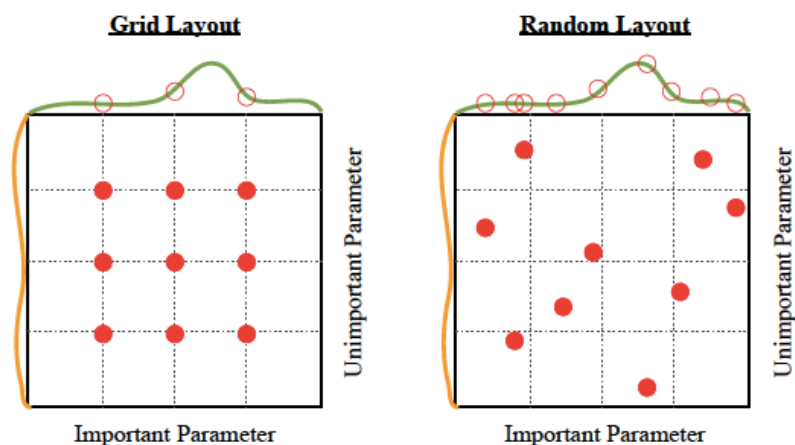 Grid Layout
Unimportant Parameter
Important Parameter
Random Layout
Unimportant Parameter
Important Parameter